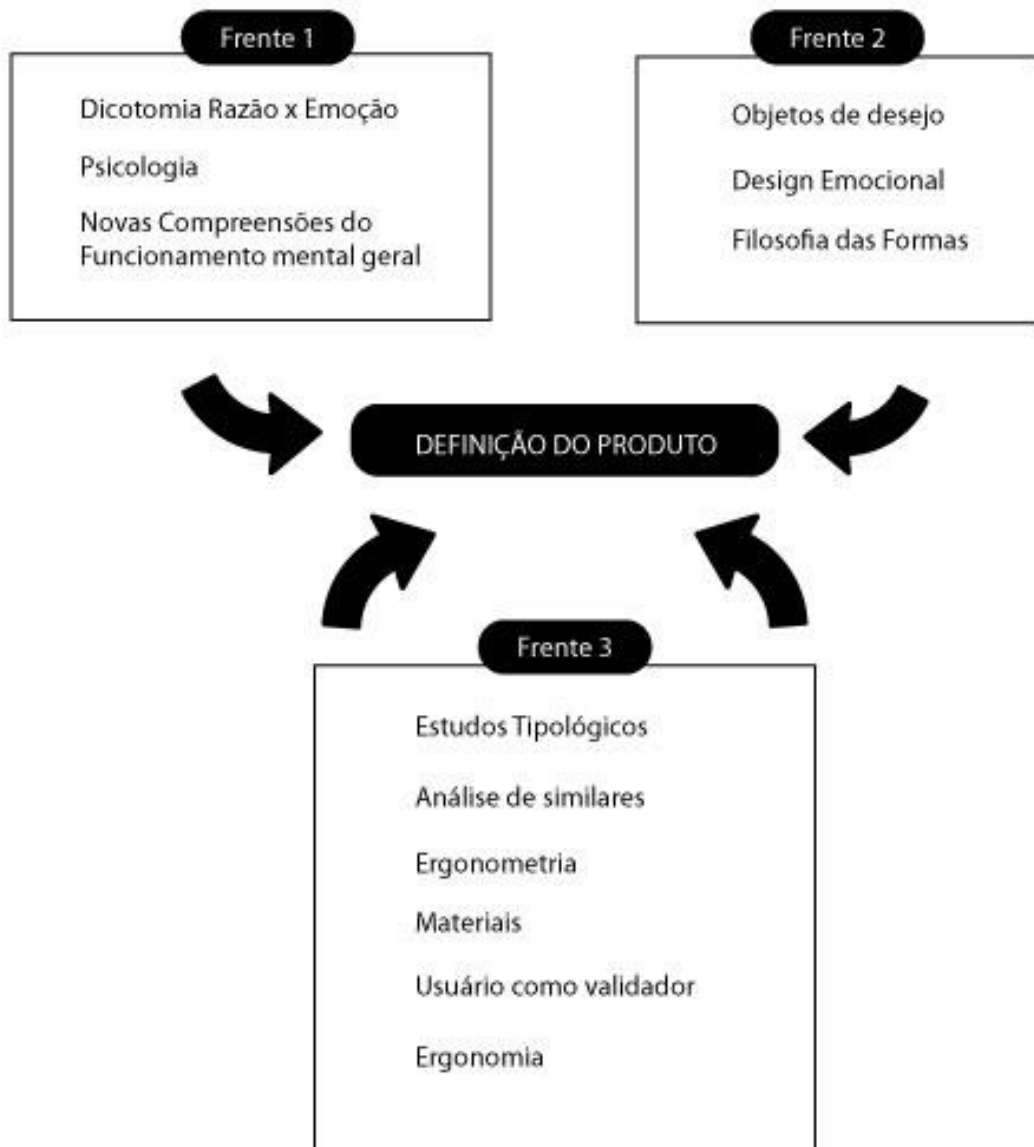 Frente 1
Dicotomia Razão x Emoção
Psicologia
Novas Compreensões do
Funcionamento mental geral
Frente 2
Objetos de desejo
Design Emocional
Filosofia das Formas
DEFINIÇÃO DO PRODUTO
Frente 3
Estudos Tipológicos
Análise de similares
Ergonometria
Materiais
Usuário como validador
Ergonomia